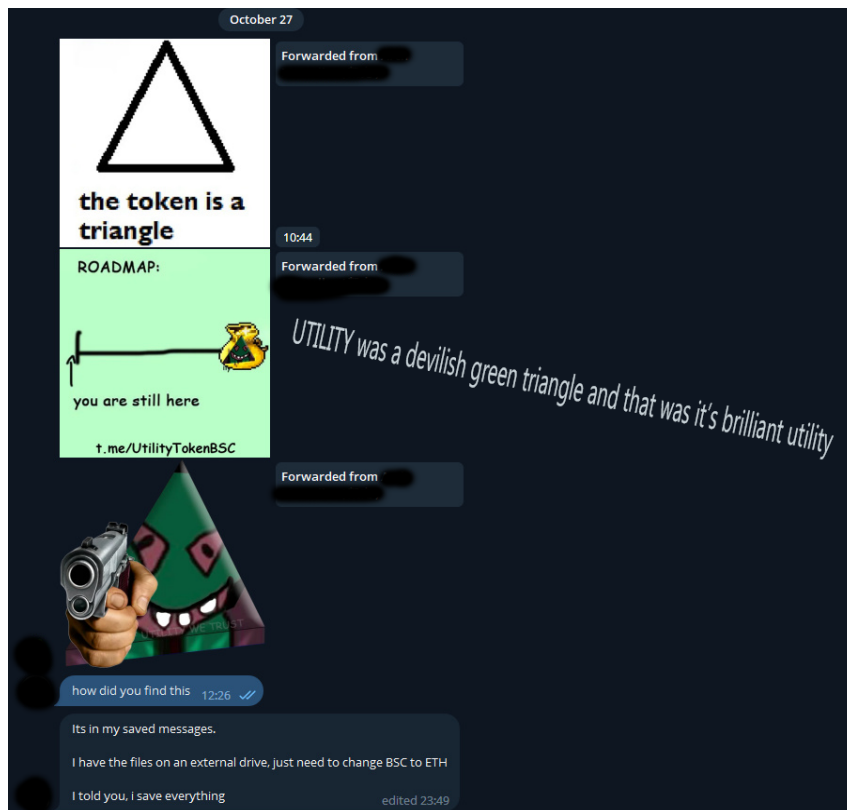 October 27
Forwarded from
the token is a
triangle
10:44
ROADMAP:
Forwarded from
you are still here
t.me/UtilityTokenBSC
UTILITY was a devilish green triangle and that was it's brilliant utility
Forwarded from
UTILITY WE TRUST
how did you find this 12:26
Its in my saved messages.
I have the files on an external drive, just need to change BSC to ETH
I told you, i save everything
edited 23:49